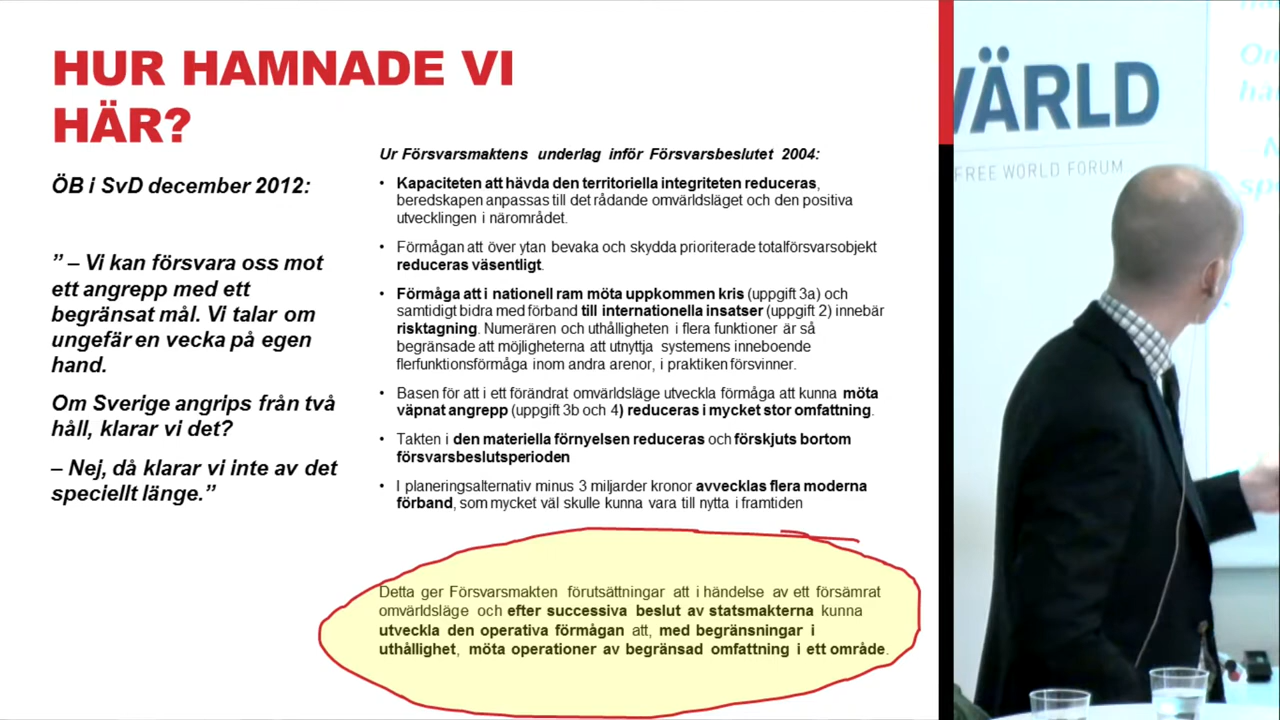 HUR HAMNADE VI
HÄR?
ÖB i SvD december 2012:
” – Vi kan försvara oss mot
ett angrepp med ett
begränsat mål. Vi talar om
ungefär en vecka på egen
hand.
Om Sverige angrips från två
håll, klarar vi det?
– Nej, då klarar vi inte av det
speciellt länge.”
Ur Försvarsmaktens underlag inför Försvarsbeslutet 2004:
• Kapaciteten att hävda den territoriella integriteten reduceras,
beredskapen anpassas till det rådande omvärldsläget och den positiva
utvecklingen i närområdet.
• Förmågan att över ytan bevaka och skydda prioriterade totalförsvarsobjekt
reduceras väsentligt.
• Förmåga att i nationell ram möta uppkommen kris (uppgift 3a) och
samtidigt bidra med förband till internationella insatser (uppgift 2) innebär
risktagning. Numerären och uthålligheten i flera funktioner är så
begränsade att möjligheterna att utnyttja systemens inneboende
flerfunktionsförmåga inom andra arenor, i praktiken försvinner.
• Basen för att i ett förändrat omvärldsläge utveckla förmåga att kunna möta
väpnat angrepp (uppgift 3b och 4) reduceras i mycket stor omfattning.
• Takten i den materiella förnyelsen reduceras och förskjuts bortom
försvarsbeslutsperioden
• I planeringsalternativ minus 3 miljarder kronor avvecklas flera moderna
förband, som mycket väl skulle kunna vara till nytta i framtiden
Detta ger Försvarsmakten förutsättningar att i händelse av ett försämrat
omvärldsläge och efter successiva beslut av statsmakterna kunna
utveckla den operativa förmågan att, med begränsningar i
uthållighet, möta operationer av begränsad omfattning i ett område.
VÄRLD
FREE WORLD FORUM